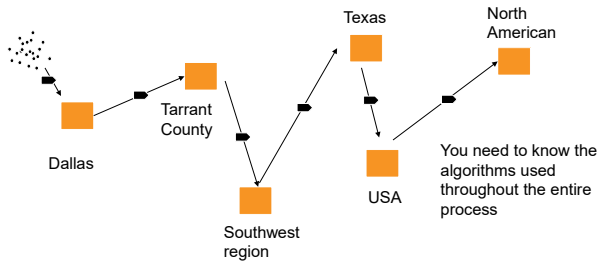 Texas
North
American
Tarrant
County
Dallas
You need to know the
algorithms used
throughout the entire
process
USA
Southwest
region